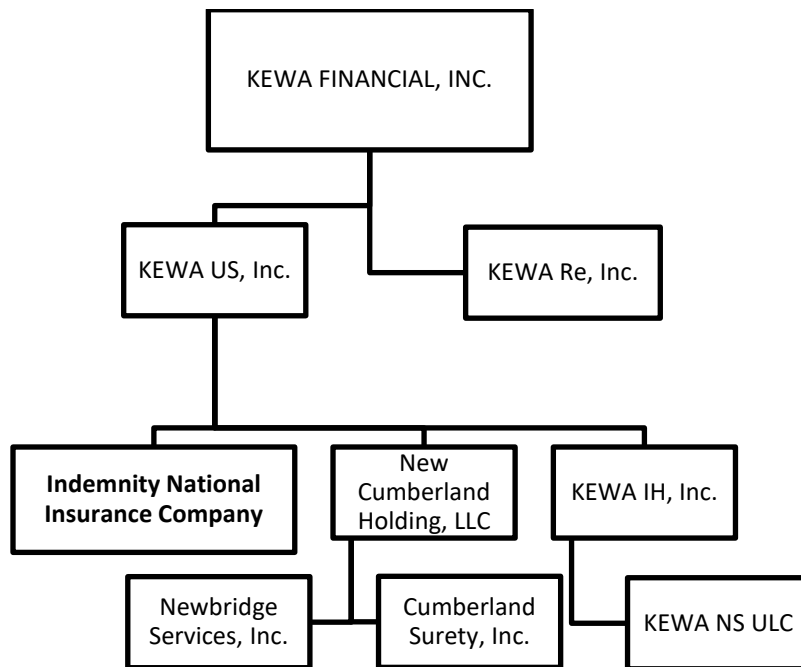 KEWA FINANCIAL, INC.
KEWA US, Inc.
KEWA Re, Inc.
Indemnity National
Insurance Company
New
Cumberland
Holding, LLC
KEWA IH, Inc.
Newbridge
Services, Inc.
Cumberland
Surety, Inc.
KEWA NS ULC